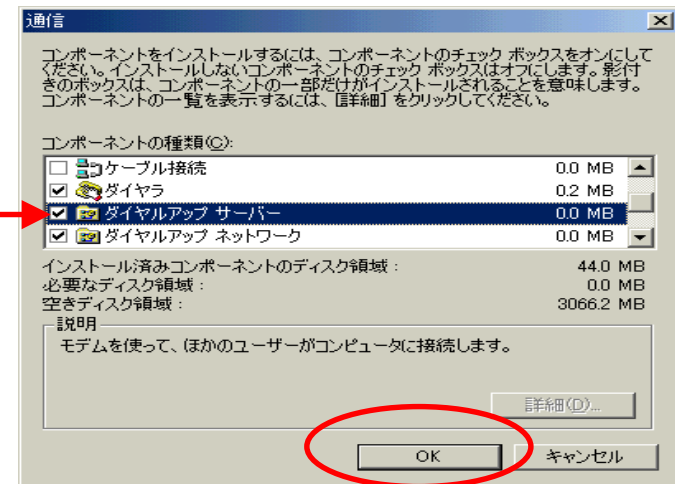 通信
コンポーネントをインストールするには、コンポーネントのチェック ボックスをオンにして
ください。インストールしないコンポーネントのチェック ボックスはオフにします。影付
きのボックスは、コンポーネントの一部だけがインストールされることを意味します。
コンポーネントの一覧を表示するには、[詳細] をクリックしてください。
コンポーネントの種類(C):
ケーブル接続 0.0 MB
ダイヤラ 0.2 MB
ダイヤルアップ サーバー 0.0 MB
ダイヤルアップ ネットワーク 0.0 MB
インストール済みコンポーネントのディスク領域 : 44.0 MB
必要なディスク領域 : 0.0 MB
空きディスク領域 : 3066.2 MB
説明
モデムを使って、ほかのユーザーがコンピュータに接続します。
詳細(D)...
OK キャンセル